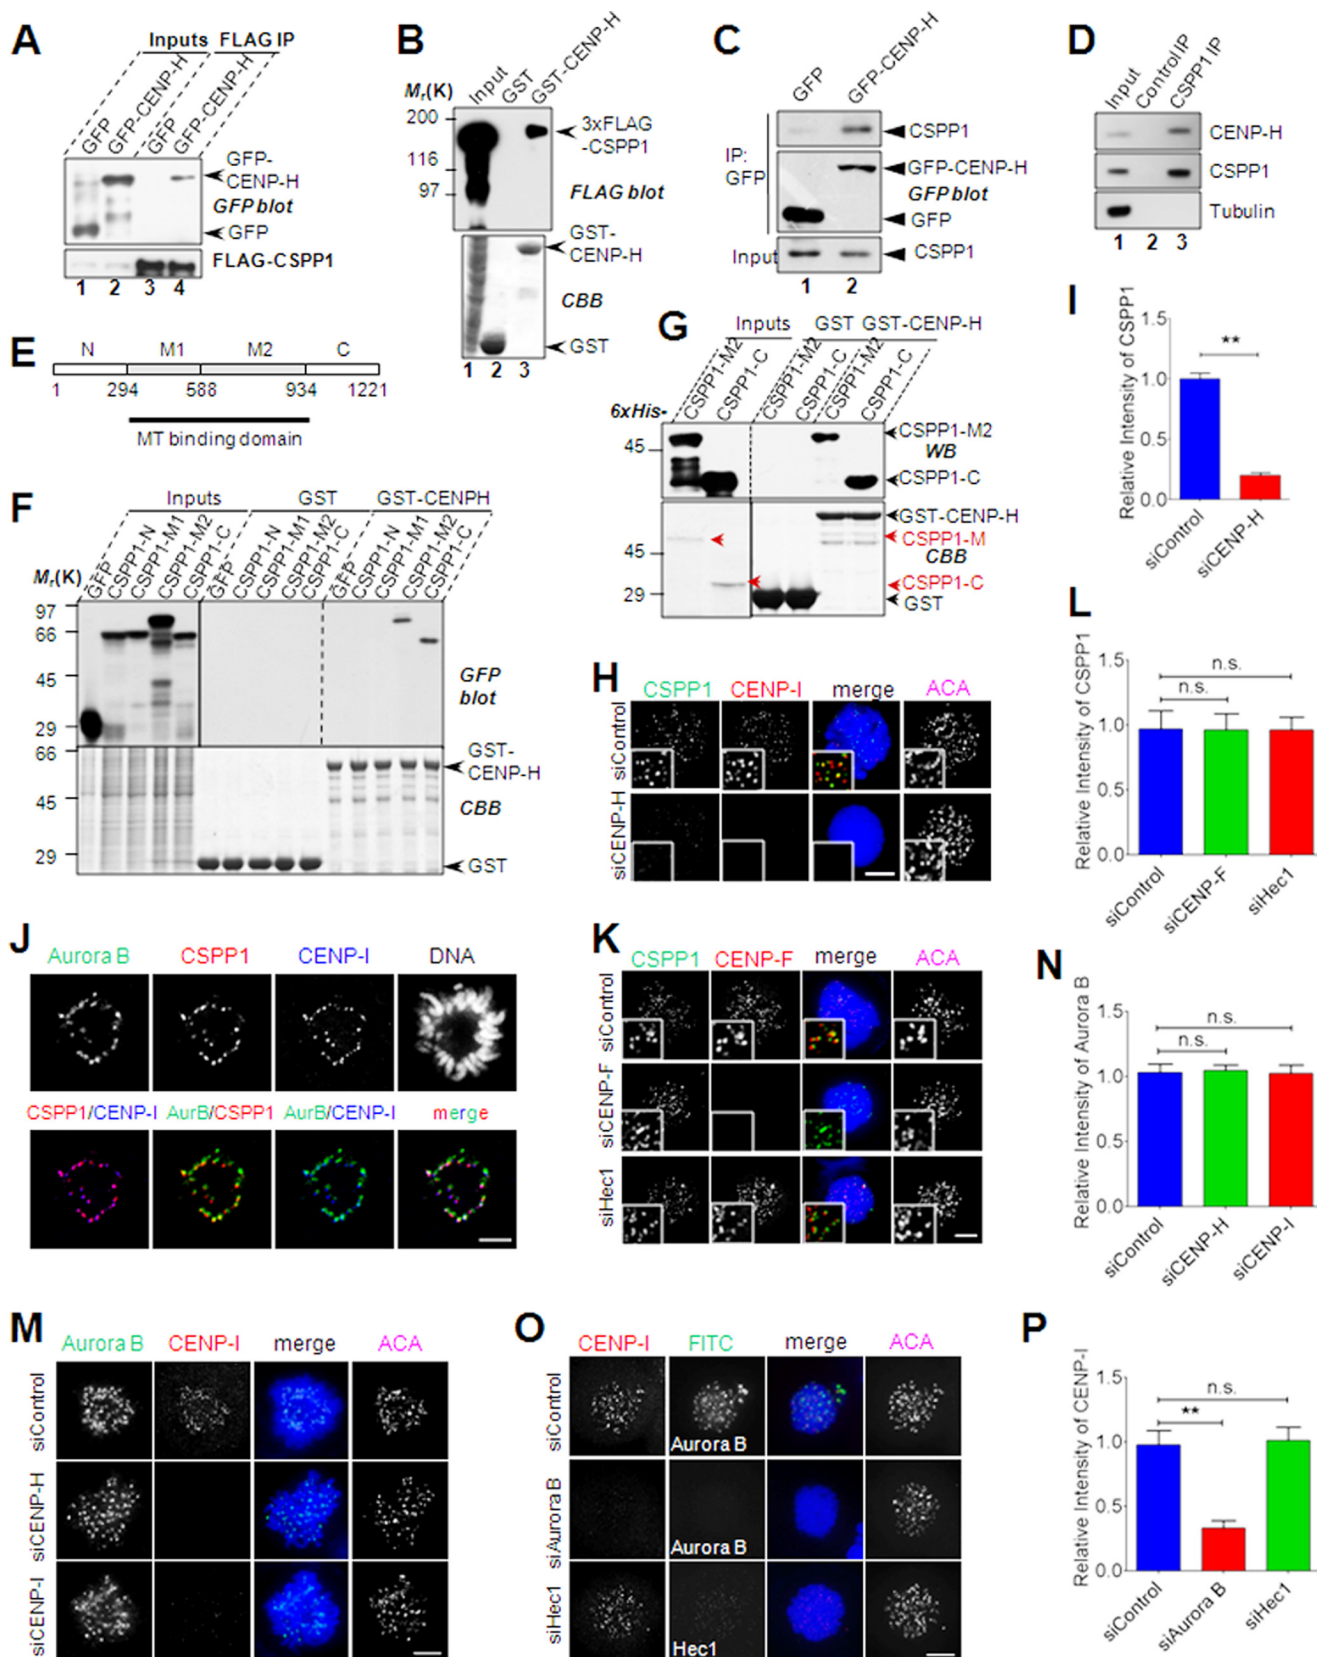 A
Inputs FLAG IP
GFP
GFP-CENP-H
GFP
GFP-CENP-H
GFP-
CENP-H
GFP blot
GFP
FLAG-CSPP1
1 2 3 4
B
Mr(K)
Input
GST
GST-CENP-H
200
116
97
3xFLAG
-CSPP1
FLAG blot
GST-
CENP-H
CBB
GST
1 2 3
C
GFP
GFP-CENP-H
IP:
GFP
CSPP1
GFP-CENP-H
GFP blot
GFP
Input
CSPP1
1 2
D
Input
Control IP
CSPP1 IP
CENP-H
CSPP1
Tubulin
1 2 3
E
N M1 M2 C
1 294 588 934 1221
MT binding domain
F
Inputs GST GST-CENPH
GFP
CSPP1-N
CSPP1-M1
CSPP1-M2
CSPP1-C
GFP
CSPP1-N
CSPP1-M1
CSPP1-M2
CSPP1-C
GFP
CSPP1-N
CSPP1-M1
CSPP1-M2
CSPP1-C
Mr(K)
97
66
45
29
GFP
blot
66
45
29
GST-
CENP-H
CBB
GST
G
Inputs GST GST-CENP-H
6xHis-
CSPP1-M2
CSPP1-C
CSPP1-M2
CSPP1-C
CSPP1-M2
CSPP1-C
45
CSPP1-M2
WB
CSPP1-C
GST-CENP-H
CSPP1-M
CBB
CSPP1-C
GST
45
29
H
CSPP1 CENP-I merge ACA
siControl
siCENP-H
I
Relative Intensity of CSPP1
1.5
1.0
0.5
0.0
**
siControl
siCENP-H
J
Aurora B CSPP1 CENP-I DNA
CSPP1/CENP-I AurB/CSPP1 AurB/CENP-I merge
K
CSPP1 CENP-F merge ACA
siControl
siCENP-F
siHec1
L
Relative Intensity of CSPP1
1.5
1.0
0.5
0.0
n.s.
n.s.
siControl
siCENP-F
siHec1
M
Aurora B CENP-I merge ACA
siControl
siCENP-H
siCENP-I
N
Relative Intensity of Aurora B
1.5
1.0
0.5
0.0
n.s.
n.s.
siControl
siCENP-H
siCENP-I
O
CENP-I FITC merge ACA
siControl
Aurora B
siAurora B
Aurora B
siHec1
Hec1
P
Relative Intensity of CENP-I
1.5
1.0
0.5
0.0
n.s.
**
siControl
siAurora B
siHec1